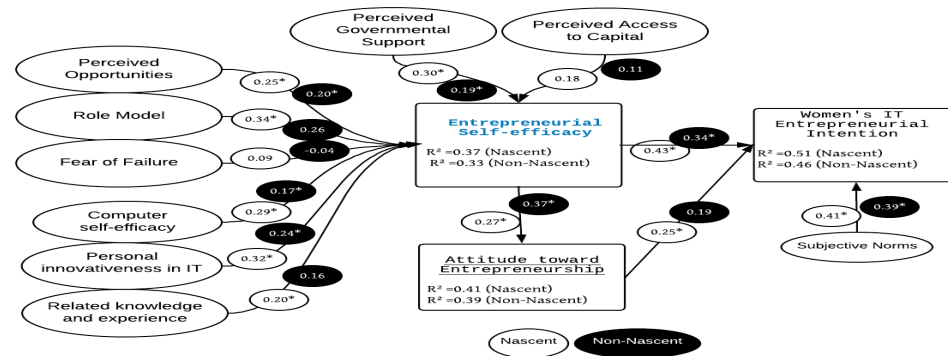 Perceived
Governmental
Support
Perceived Access
to Capital
Perceived
Opportunities
0.30*
0.19*
0.18
0.11
0.25*
0.20*
Role Model
0.34*
0.26
Fear of Failure
0.09
-0.04
Entrepreneurial
Self-efficacy
R² =0.37 (Nascent)
R² =0.33 (Non-Nascent)
0.43*
0.34*
Women's IT
Entrepreneurial
Intention
R² =0.51 (Nascent)
R² =0.46 (Non-Nascent)
Computer
self-efficacy
0.29*
0.17*
Personal
innovativeness in IT
0.32*
0.24*
Related knowledge
and experience
0.20*
0.16
0.27*
0.37*
0.25*
0.19
0.41*
0.39*
Subjective Norms
Attitude toward
Entrepreneurship
R² =0.41 (Nascent)
R² =0.39 (Non-Nascent)
Nascent
Non-Nascent